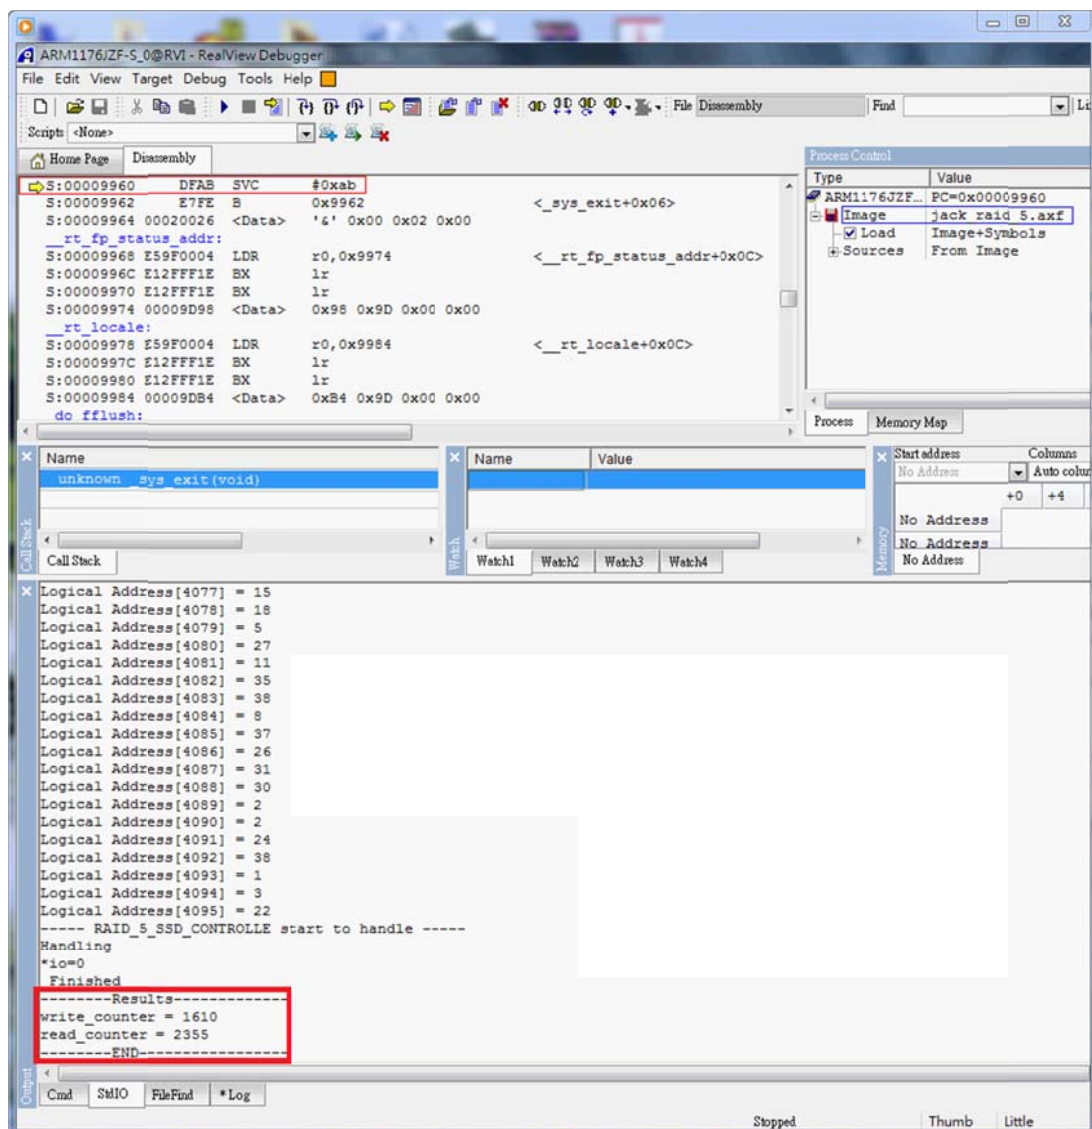 ARM1176JZF-S_0@RVI - RealView Debugger
File Edit View Target Debug Tools Help
File Disassembly Find Li
Scripts <None>
Home Page Disassembly
S:00009960 DFAB SVC #0xab
S:00009962 E7FE B 0x9962 <_sys_exit+0x06>
S:00009964 00020026 <Data> '&' 0x00 0x02 0x00
__rt_fp_status_addr:
S:00009968 E59F0004 LDR r0,0x9974 <__rt_fp_status_addr+0x0C>
S:0000996C E12FFF1E BX lr
S:00009970 E12FFF1E BX lr
S:00009974 00009D98 <Data> 0x98 0x9D 0x00 0x00
__rt_locale:
S:00009978 E59F0004 LDR r0,0x9984 <__rt_locale+0x0C>
S:0000997C E12FFF1E BX lr
S:00009980 E12FFF1E BX lr
S:00009984 00009DB4 <Data> 0xB4 0x9D 0x00 0x00
do fflush:
Process Control
Type Value
ARM1176JZF... PC=0x00009960
Image jack raid 5.axf
Load Image+Symbols
Sources From Image
Process Memory Map
Name
unknown _sys_exit(void)
Call Stack
Call Stack
Name Value
Watch
Watch1 Watch2 Watch3 Watch4
Start address Columns
No Address Auto colur
+0 +4
No Address
No Address
Memory
No Address
Logical Address[4077] = 15
Logical Address[4078] = 18
Logical Address[4079] = 5
Logical Address[4080] = 27
Logical Address[4081] = 11
Logical Address[4082] = 35
Logical Address[4083] = 38
Logical Address[4084] = 8
Logical Address[4085] = 37
Logical Address[4086] = 26
Logical Address[4087] = 31
Logical Address[4088] = 30
Logical Address[4089] = 2
Logical Address[4090] = 2
Logical Address[4091] = 24
Logical Address[4092] = 38
Logical Address[4093] = 1
Logical Address[4094] = 3
Logical Address[4095] = 22
----- RAID_5_SSD_CONTROLLE start to handle -----
Handling
*io=0
Finished
--------Results-------------
write_counter = 1610
read_counter = 2355
--------END-----------------
Output
Cmd StdIO FileFind *Log
Stopped Thumb Little